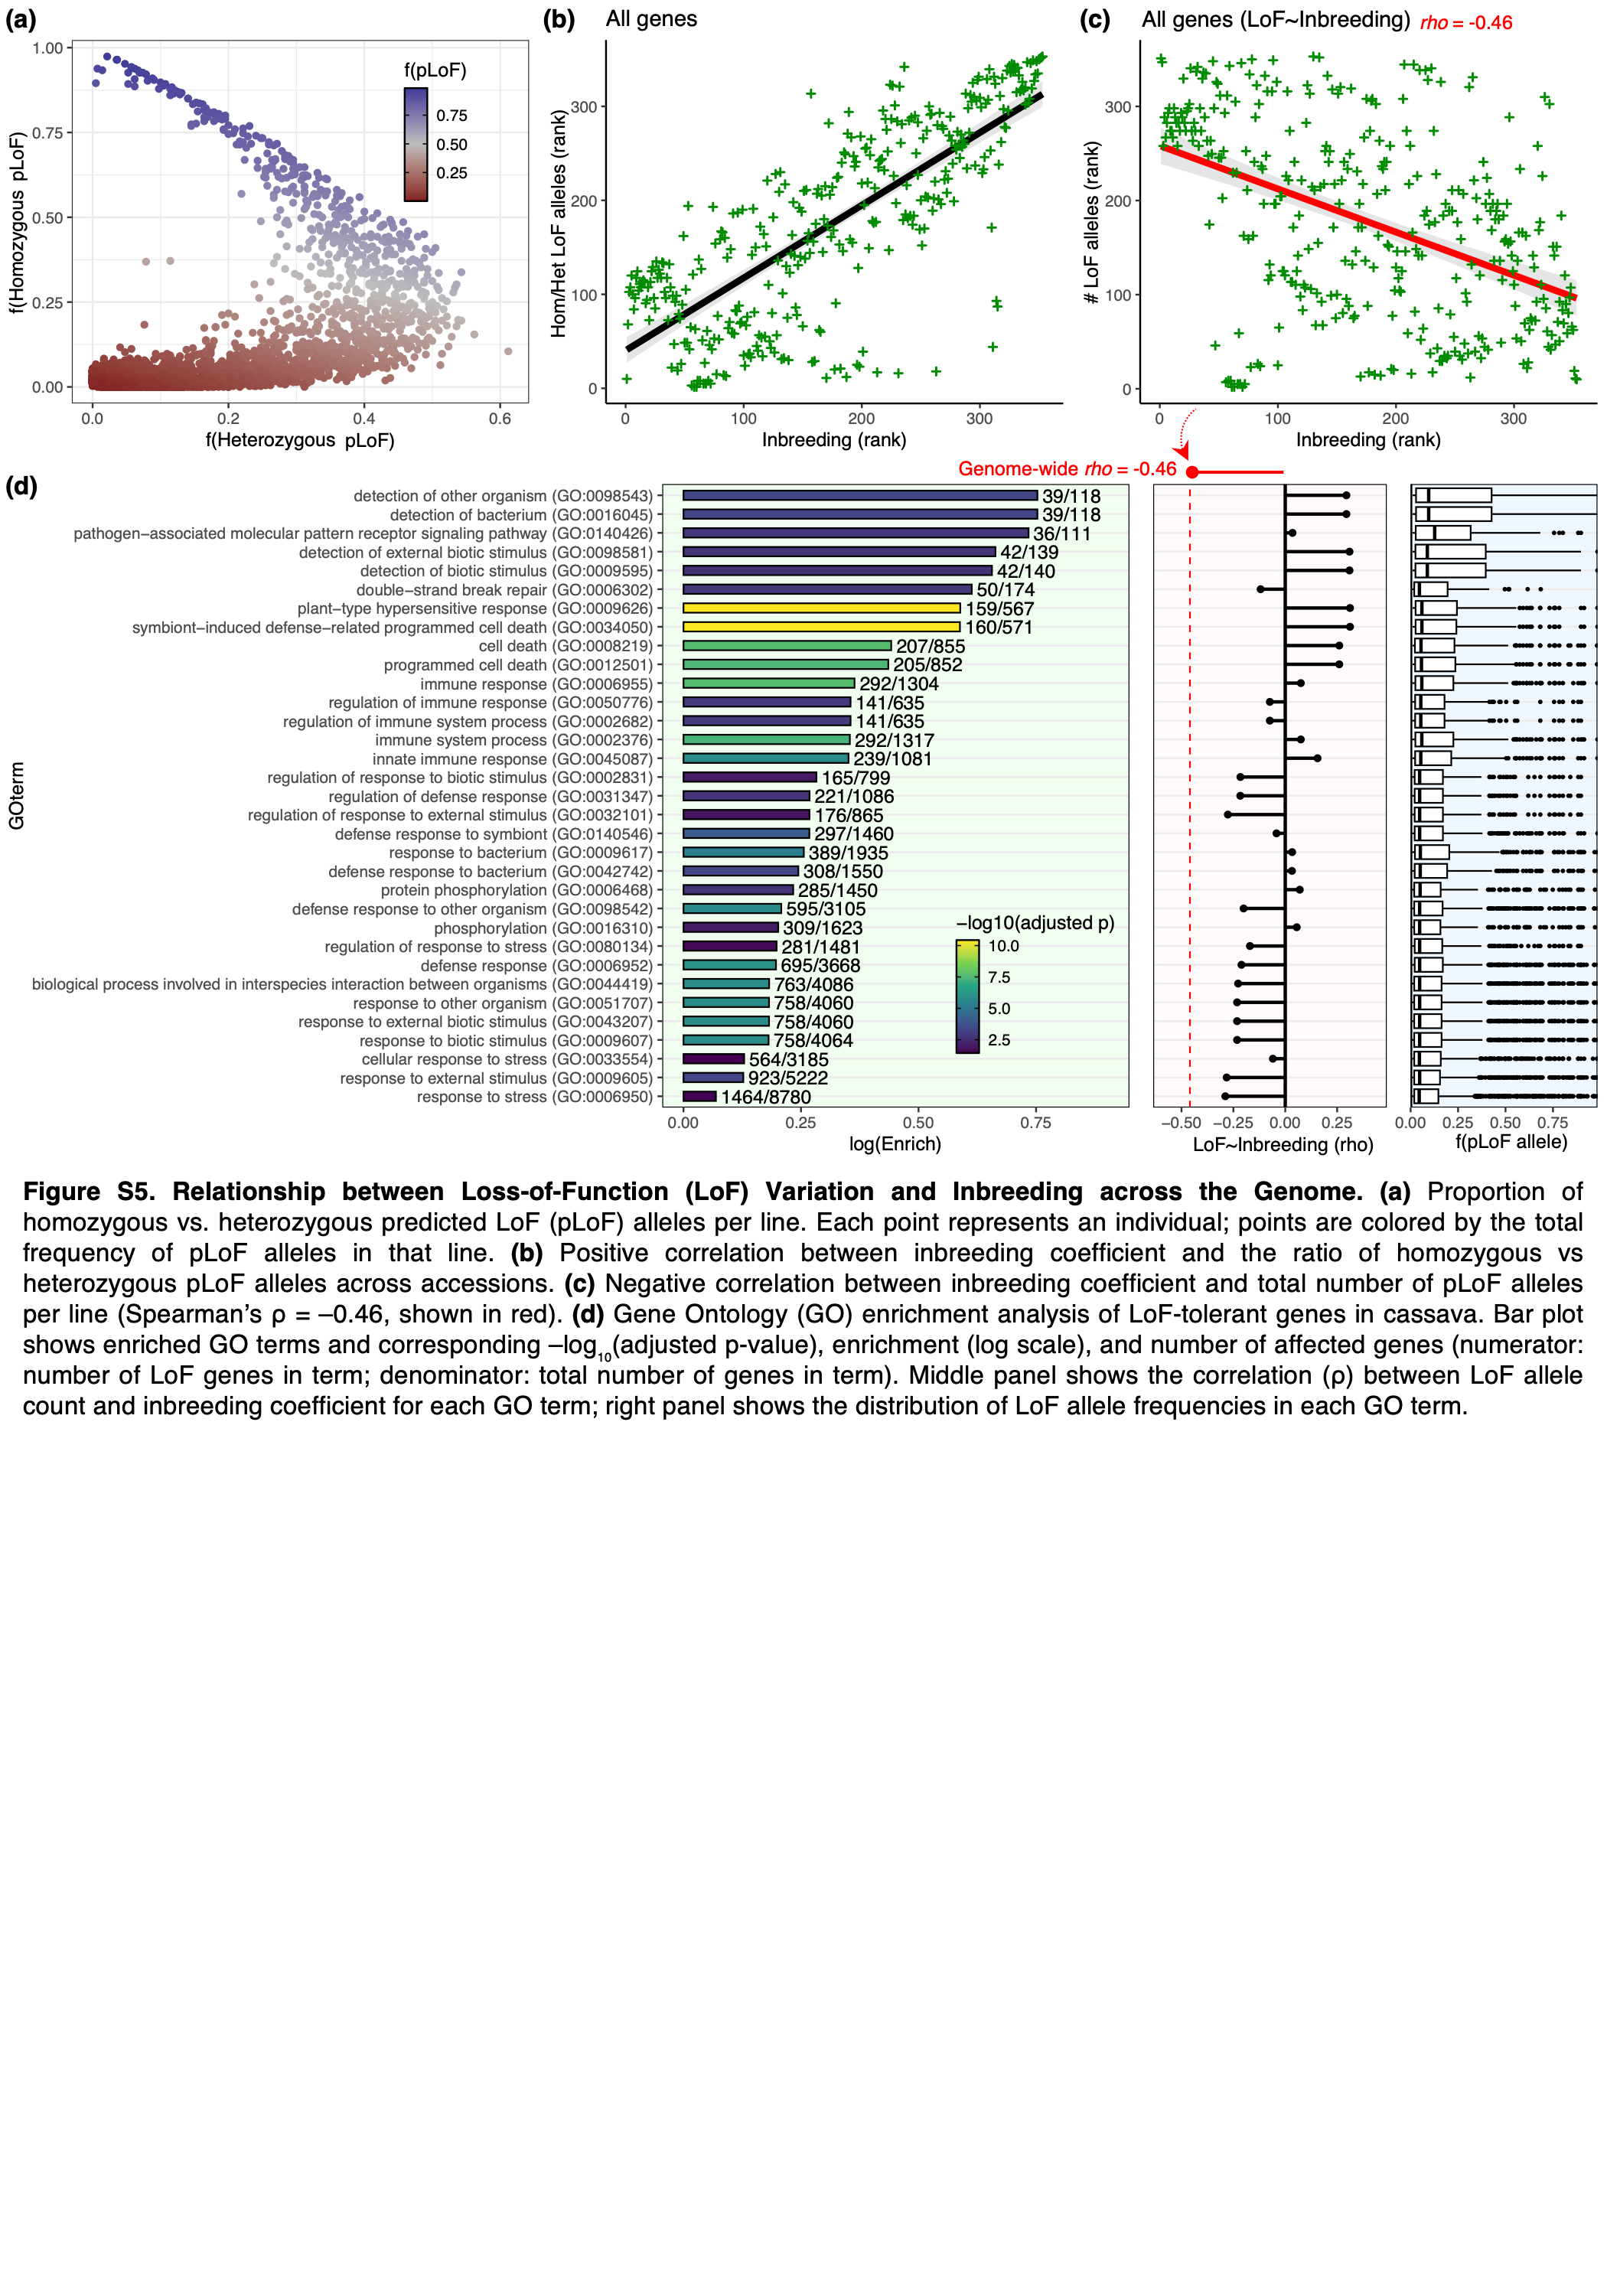 (a)
1.00
0.75
0.50
0.25
0.00
f(Homozygous pLoF)
0.0
0.2
0.4
0.6
f(Heterozygous pLoF)
f(pLoF)
0.75
0.50
0.25
(b) All genes
300
200
100
0
Hom/Het LoF alleles (rank)
0
100
200
300
Inbreeding (rank)
(c) All genes (LoF~Inbreeding) rho = -0.46
300
200
100
0
# LoF alleles (rank)
0
100
200
300
Inbreeding (rank)
Genome-wide rho = -0.46
(d)
GOterm
detection of other organism (GO:0098543) 39/118
detection of bacterium (GO:0016045) 39/118
pathogen−associated molecular pattern receptor signaling pathway (GO:0140426) 36/111
detection of external biotic stimulus (GO:0098581) 42/139
detection of biotic stimulus (GO:0009595) 42/140
double−strand break repair (GO:0006302) 50/174
plant−type hypersensitive response (GO:0009626) 159/567
symbiont−induced defense−related programmed cell death (GO:0034050) 160/571
cell death (GO:0008219) 207/855
programmed cell death (GO:0012501) 205/852
immune response (GO:0006955) 292/1304
regulation of immune response (GO:0050776) 141/635
regulation of immune system process (GO:0002682) 141/635
immune system process (GO:0002376) 292/1317
innate immune response (GO:0045087) 239/1081
regulation of response to biotic stimulus (GO:0002831) 165/799
regulation of defense response (GO:0031347) 221/1086
regulation of response to external stimulus (GO:0032101) 176/865
defense response to symbiont (GO:0140546) 297/1460
response to bacterium (GO:0009617) 389/1935
defense response to bacterium (GO:0042742) 308/1550
protein phosphorylation (GO:0006468) 285/1450
defense response to other organism (GO:0098542) 595/3105
phosphorylation (GO:0016310) 309/1623
regulation of response to stress (GO:0080134) 281/1481
defense response (GO:0006952) 695/3668
biological process involved in interspecies interaction between organisms (GO:0044419) 763/4086
response to other organism (GO:0051707) 758/4060
response to external biotic stimulus (GO:0043207) 758/4060
response to biotic stimulus (GO:0009607) 758/4064
cellular response to stress (GO:0033554) 564/3185
response to external stimulus (GO:0009605) 923/5222
response to stress (GO:0006950) 1464/8780
−log10(adjusted p)
10.0
7.5
5.0
2.5
0.00 0.25 0.50 0.75
log(Enrich)
−0.50 −0.25 0.00 0.25
LoF~Inbreeding (rho)
0.00 0.25 0.50 0.75
f(pLoF allele)
Figure S5. Relationship between Loss-of-Function (LoF) Variation and Inbreeding across the Genome. (a) Proportion of
homozygous vs. heterozygous predicted LoF (pLoF) alleles per line. Each point represents an individual; points are colored by the total
frequency of pLoF alleles in that line. (b) Positive correlation between inbreeding coefficient and the ratio of homozygous vs
heterozygous pLoF alleles across accessions. (c) Negative correlation between inbreeding coefficient and total number of pLoF alleles
per line (Spearman’s ρ = –0.46, shown in red). (d) Gene Ontology (GO) enrichment analysis of LoF-tolerant genes in cassava. Bar plot
shows enriched GO terms and corresponding –log10(adjusted p-value), enrichment (log scale), and number of affected genes (numerator:
number of LoF genes in term; denominator: total number of genes in term). Middle panel shows the correlation (ρ) between LoF allele
count and inbreeding coefficient for each GO term; right panel shows the distribution of LoF allele frequencies in each GO term.